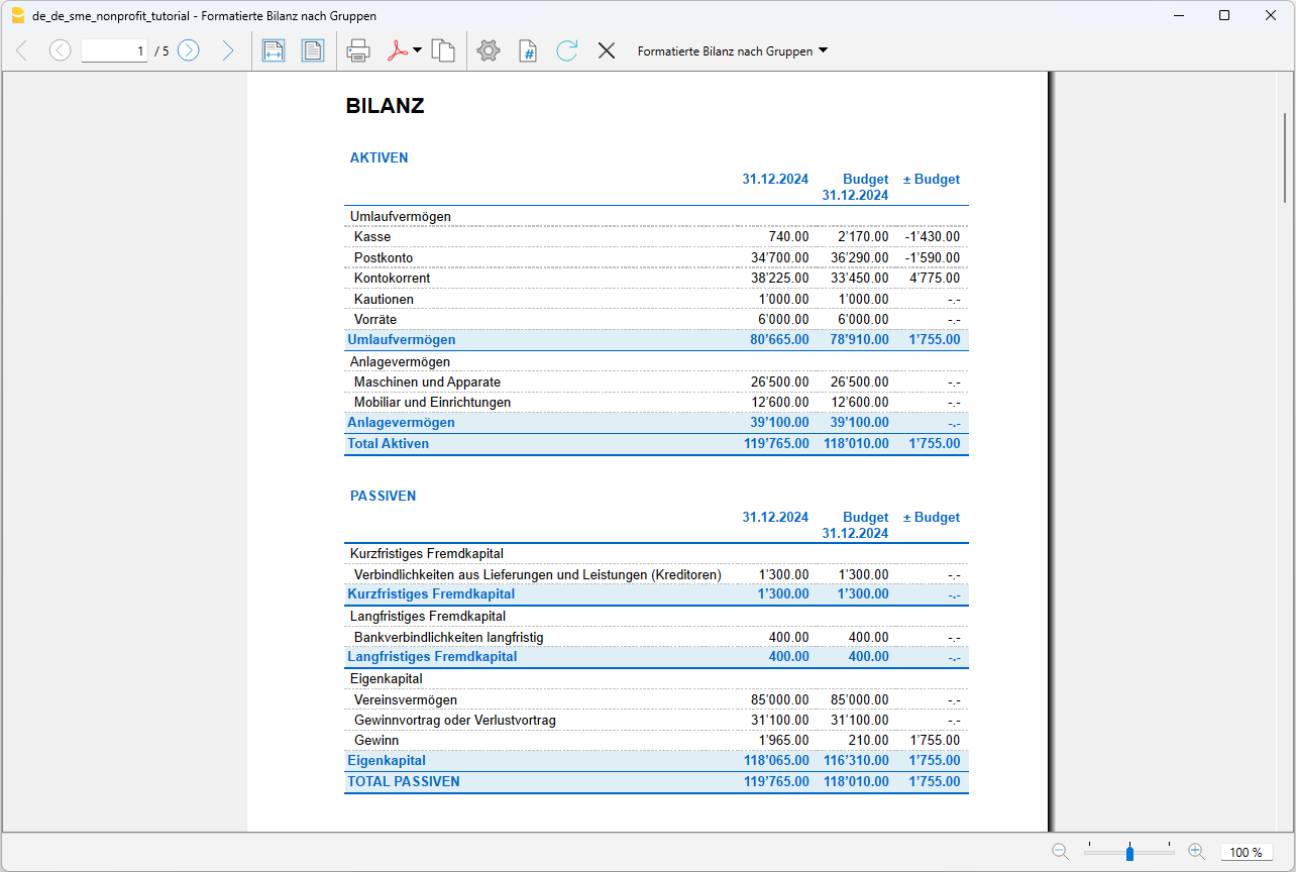 de_de_sme_nonprofit_tutorial - Formatierte Bilanz nach Gruppen
1 / 5 # Formatierte Bilanz nach Gruppen
BILANZ
AKTIVEN
31.12.2024 Budget ± Budget
31.12.2024
Umlaufvermögen
Kasse 740.00 2'170.00 -1'430.00
Postkonto 34'700.00 36'290.00 -1'590.00
Kontokorrent 38'225.00 33'450.00 4'775.00
Kautionen 1'000.00 1'000.00 -.-
Vorräte 6'000.00 6'000.00 -.-
Umlaufvermögen 80'665.00 78'910.00 1'755.00
Anlagevermögen
Maschinen und Apparate 26'500.00 26'500.00 -.-
Mobiliar und Einrichtungen 12'600.00 12'600.00 -.-
Anlagevermögen 39'100.00 39'100.00 -.-
Total Aktiven 119'765.00 118'010.00 1'755.00
PASSIVEN
31.12.2024 Budget ± Budget
31.12.2024
Kurzfristiges Fremdkapital
Verbindlichkeiten aus Lieferungen und Leistungen (Kreditoren) 1'300.00 1'300.00 -.-
Kurzfristiges Fremdkapital 1'300.00 1'300.00 -.-
Langfristiges Fremdkapital
Bankverbindlichkeiten langfristig 400.00 400.00 -.-
Langfristiges Fremdkapital 400.00 400.00 -.-
Eigenkapital
Vereinsvermögen 85'000.00 85'000.00 -.-
Gewinnvortrag oder Verlustvortrag 31'100.00 31'100.00 -.-
Gewinn 1'965.00 210.00 1'755.00
Eigenkapital 118'065.00 116'310.00 1'755.00
TOTAL PASSIVEN 119'765.00 118'010.00 1'755.00
100 %